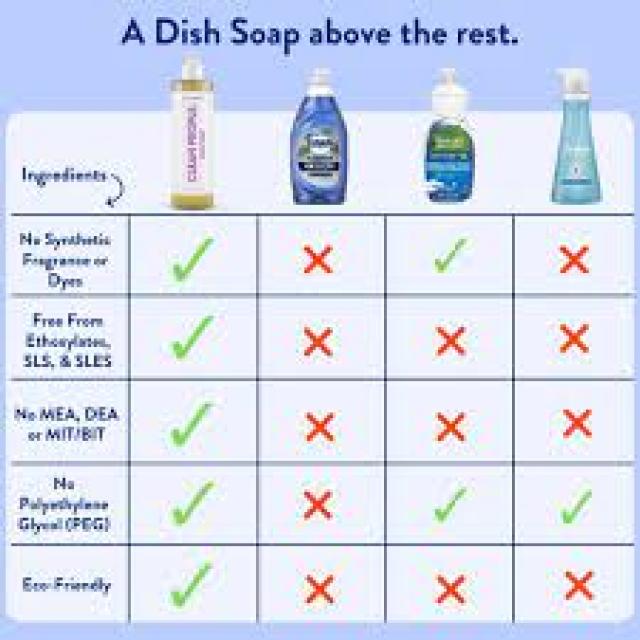 A Dish Soap above the rest.
CLEAN PEOPLE
Ingredients
No Synthetic
Fragrance or
Dyes
Free From
Ethoxylates,
SLS, & SLES
No MEA, DEA
or MIT/BIT
No
Polyethylene
Glycol (PEG)
Eco-Friendly